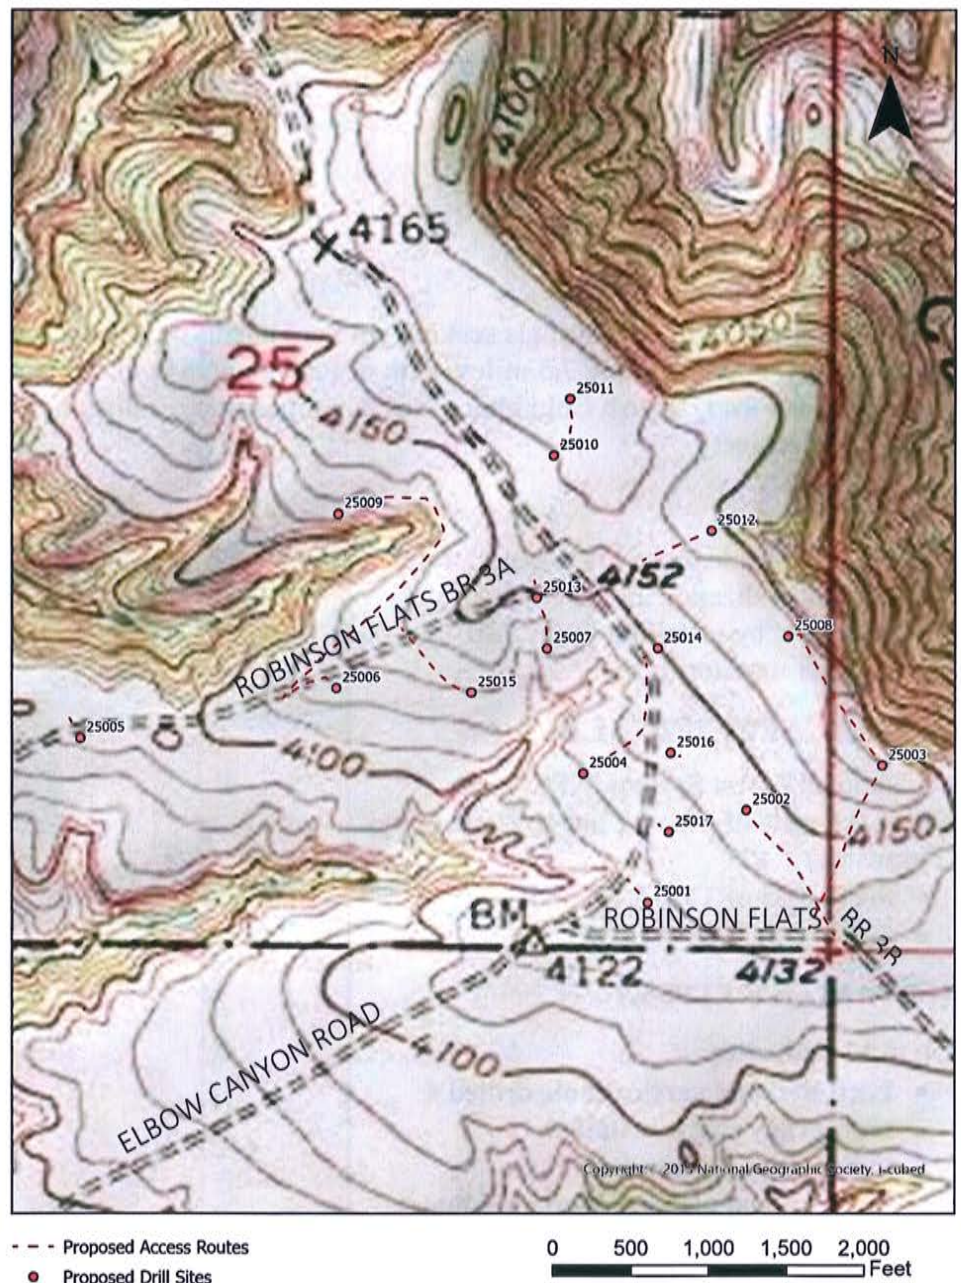 N
4100
4165
4050
25
25011
4150
25010
25009
25012
ROBINSON FLATS BR 3A
4152
25013
25008
25007
25014
25006
25015
25005
8
4100
25016
25003
25004
25002
4150
25017
25001
BM
ROBINSON FLATS
RR 3R
4122
4132
ELBOW CANYON ROAD
4100
Copyright: © 2013 National Geographic Society, i-cubed
Proposed Access Routes
Proposed Drill Sites
0 500 1,000 1,500 2,000
Feet